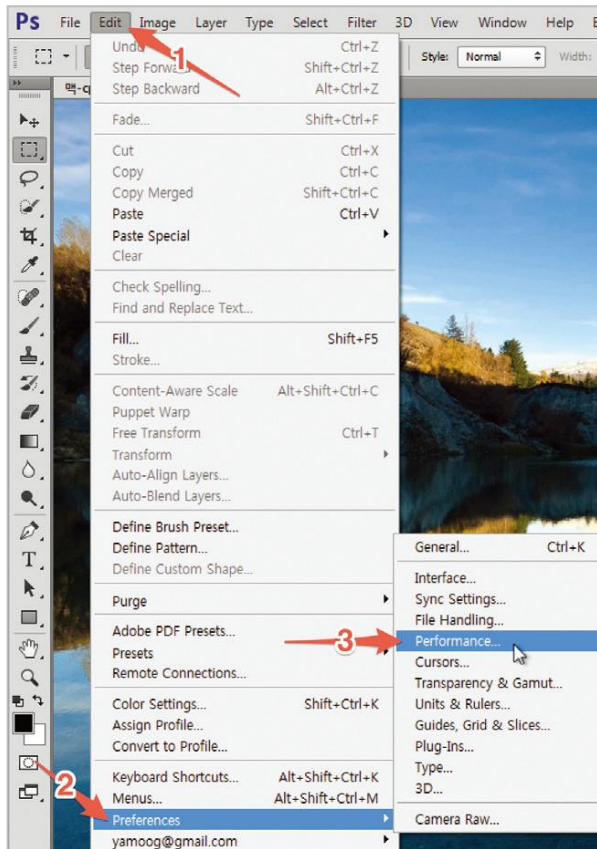 Ps File Edit Image Layer Type Select Filter 3D View Window Help
Style: Normal Width:
맥-
1
Undo Ctrl+Z
Step Forward Shift+Ctrl+Z
Step Backward Alt+Ctrl+Z
Fade... Shift+Ctrl+F
Cut Ctrl+X
Copy Ctrl+C
Copy Merged Shift+Ctrl+C
Paste Ctrl+V
Paste Special
Clear
Check Spelling...
Find and Replace Text...
Fill... Shift+F5
Stroke...
Content-Aware Scale Alt+Shift+Ctrl+C
Puppet Warp
Free Transform Ctrl+T
Transform
Auto-Align Layers...
Auto-Blend Layers...
Define Brush Preset...
Define Pattern...
Define Custom Shape...
Purge
Adobe PDF Presets...
Presets
Remote Connections...
Color Settings... Shift+Ctrl+K
Assign Profile...
Convert to Profile...
Keyboard Shortcuts... Alt+Shift+Ctrl+K
Menus... Alt+Shift+Ctrl+M
2
Preferences
yamoog@gmail.com
General... Ctrl+K
Interface...
Sync Settings...
File Handling...
3
Performance...
Cursors...
Transparency & Gamut...
Units & Rulers...
Guides, Grid & Slices...
Plug-Ins...
Type...
3D...
Camera Raw...